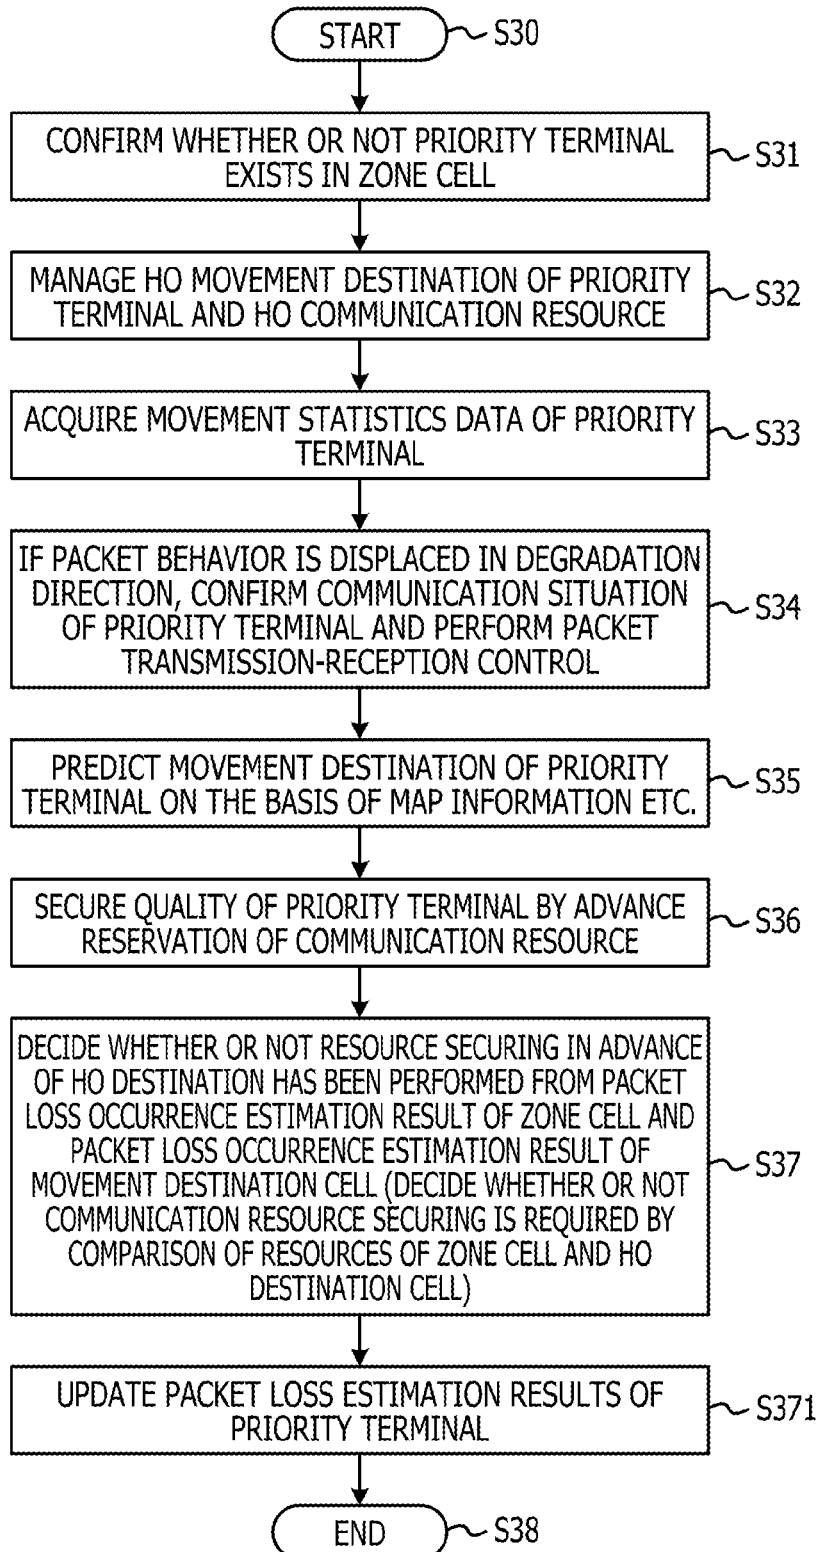 START
S30
CONFIRM WHETHER OR NOT PRIORITY TERMINAL
EXISTS IN ZONE CELL
S31
MANAGE HO MOVEMENT DESTINATION OF PRIORITY
TERMINAL AND HO COMMUNICATION RESOURCE
S32
ACQUIRE MOVEMENT STATISTICS DATA OF PRIORITY
TERMINAL
S33
IF PACKET BEHAVIOR IS DISPLACED IN DEGRADATION
DIRECTION, CONFIRM COMMUNICATION SITUATION
OF PRIORITY TERMINAL AND PERFORM PACKET
TRANSMISSION-RECEPTION CONTROL
S34
PREDICT MOVEMENT DESTINATION OF PRIORITY
TERMINAL ON THE BASIS OF MAP INFORMATION ETC.
S35
SECURE QUALITY OF PRIORITY TERMINAL BY ADVANCE
RESERVATION OF COMMUNICATION RESOURCE
S36
DECIDE WHETHER OR NOT RESOURCE SECURING IN ADVANCE
OF HO DESTINATION HAS BEEN PERFORMED FROM PACKET
LOSS OCCURRENCE ESTIMATION RESULT OF ZONE CELL AND
PACKET LOSS OCCURRENCE ESTIMATION RESULT OF
MOVEMENT DESTINATION CELL (DECIDE WHETHER OR NOT
COMMUNICATION RESOURCE SECURING IS REQUIRED BY
COMPARISON OF RESOURCES OF ZONE CELL AND HO
DESTINATION CELL)
S37
UPDATE PACKET LOSS ESTIMATION RESULTS OF
PRIORITY TERMINAL
S371
END
S38